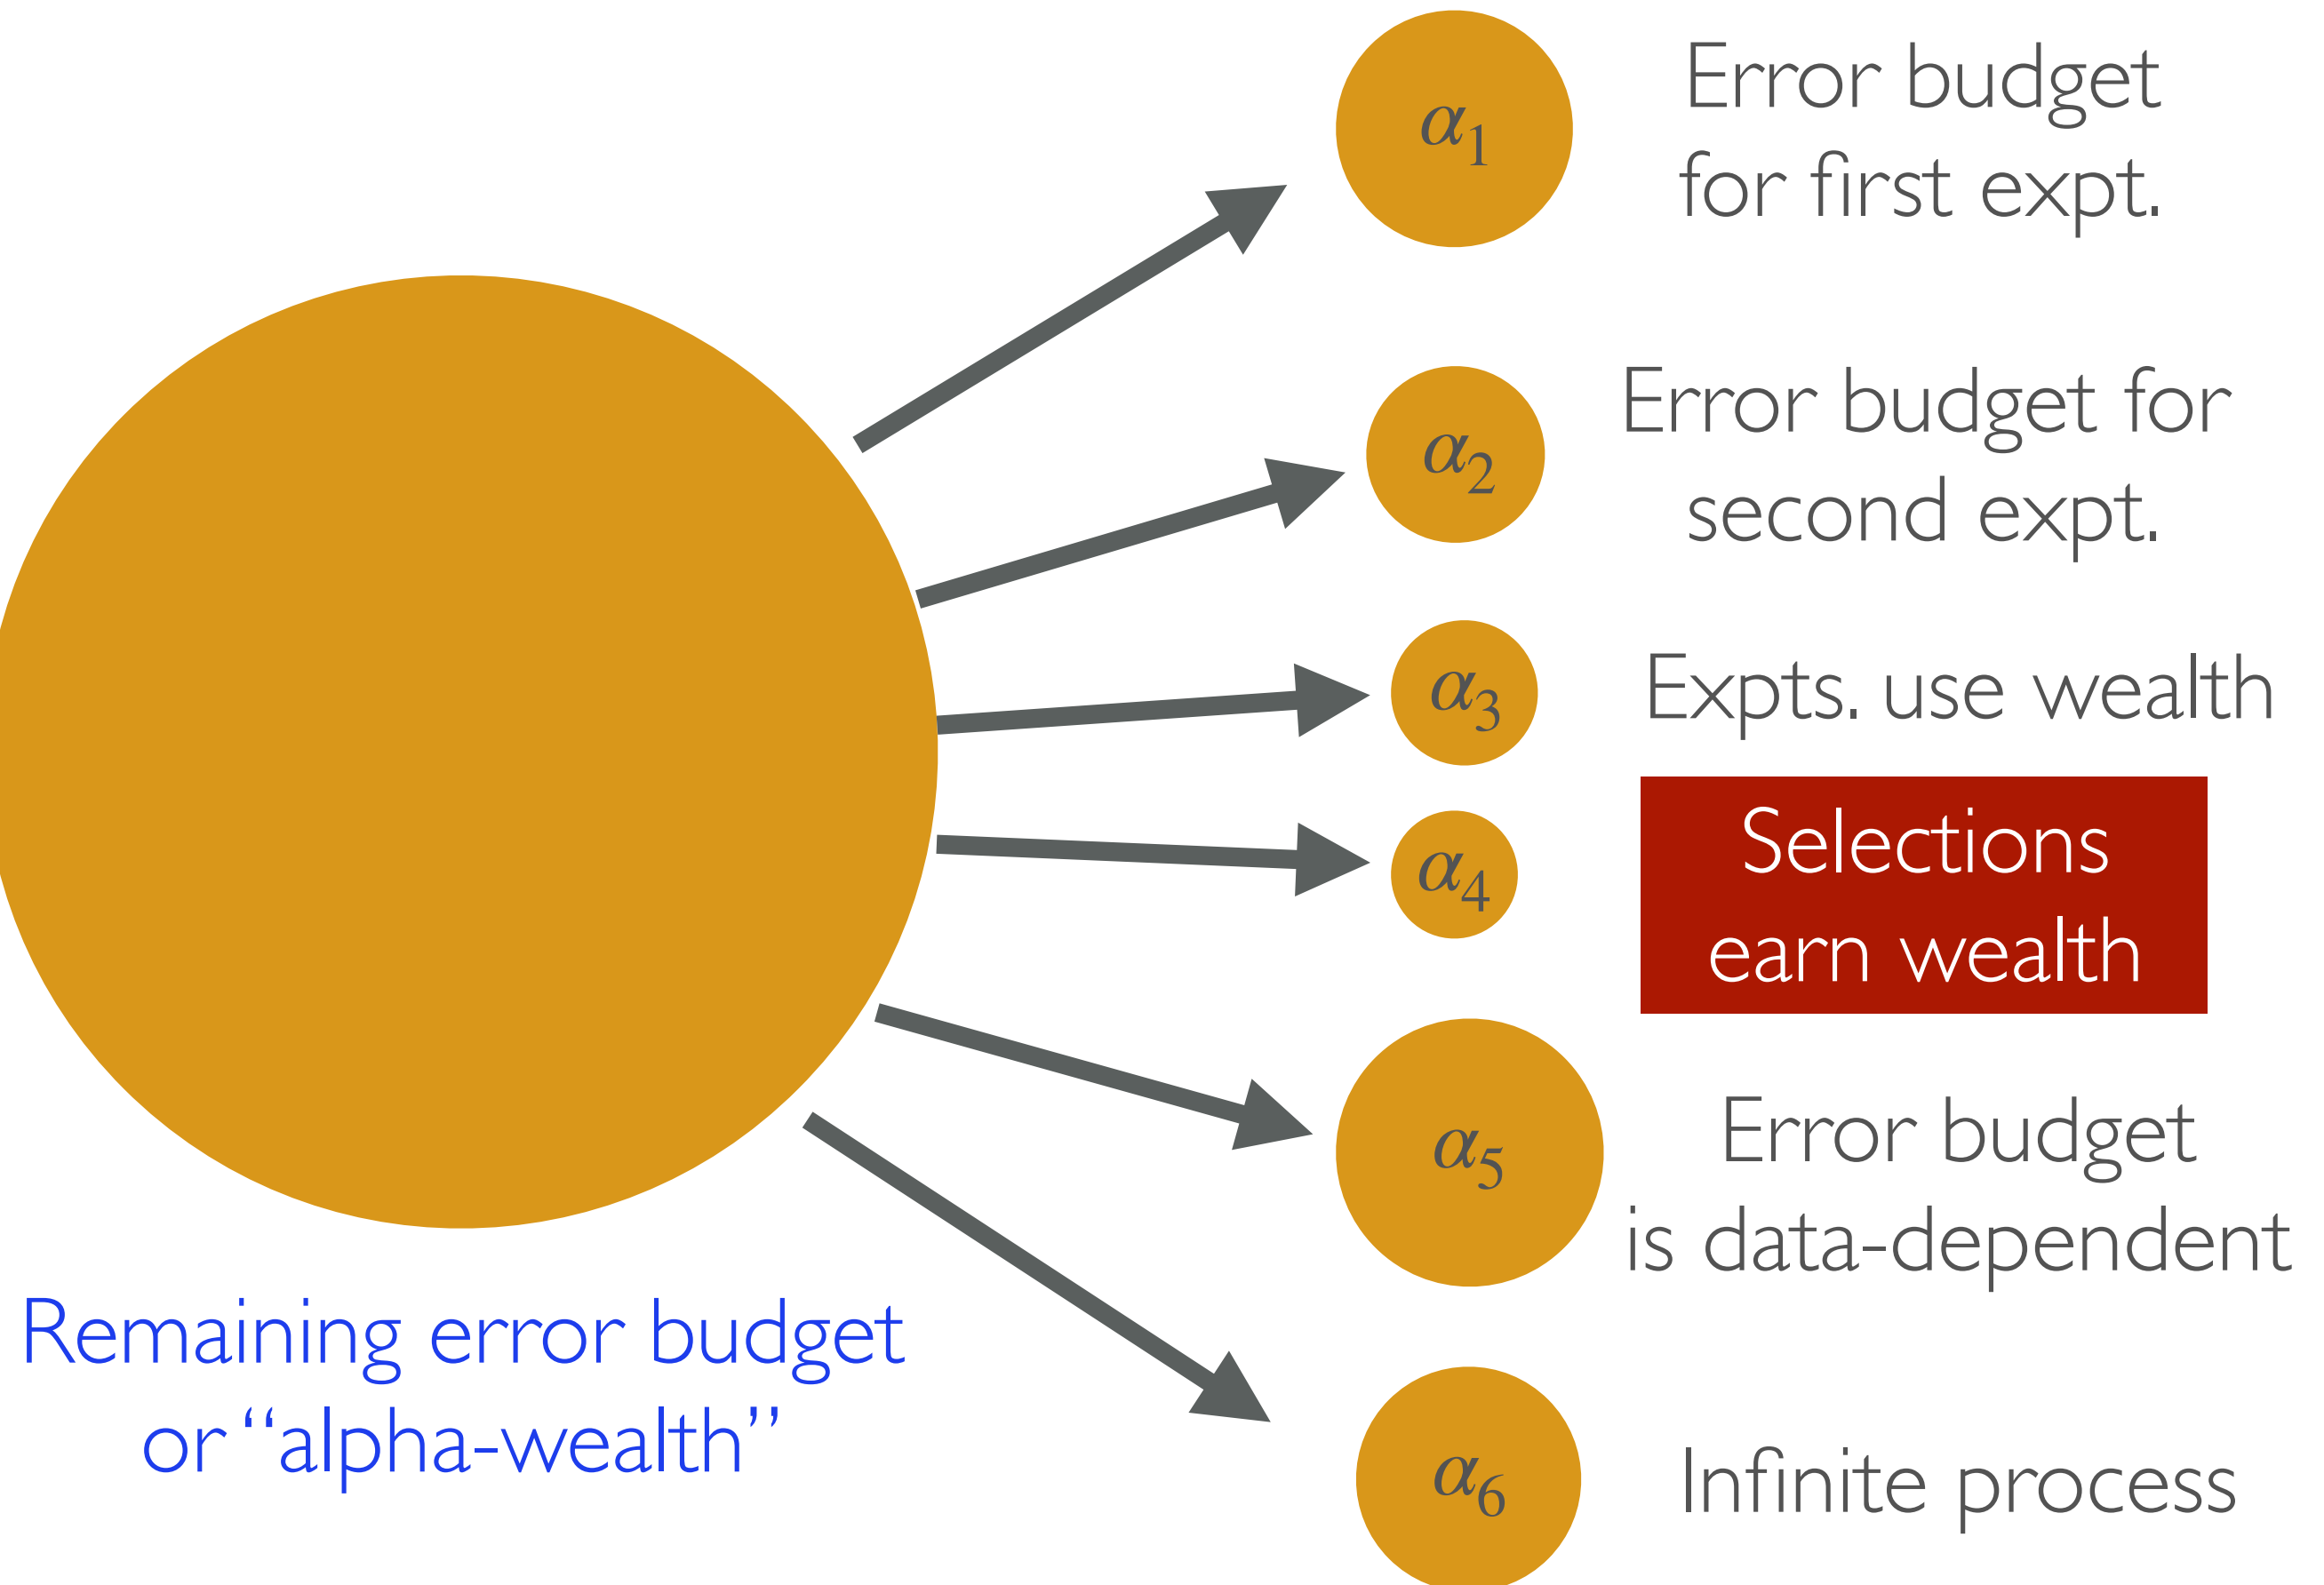 α1
Error budget
for first expt.
α2
Error budget for
second expt.
α3
Expts. use wealth
α4
Selections
earn wealth
α5
Error budget
is data-dependent
Remaining error budget
or “alpha-wealth”
α6
Infinite process